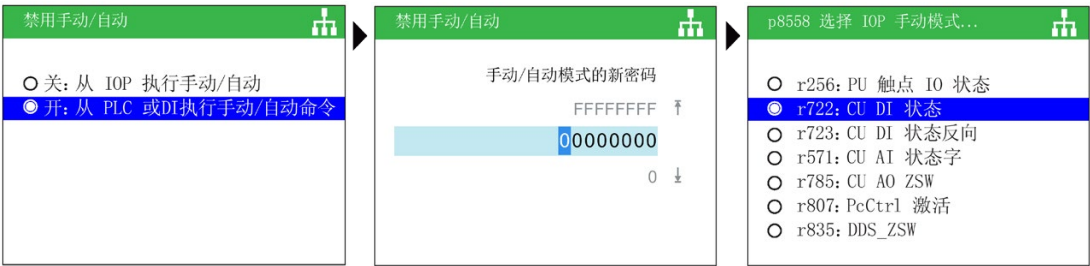 禁用手动/自动
关: 从 IOP 执行手动/自动
开: 从 PLC 或DI执行手动/自动命令
禁用手动/自动
手动/自动模式的新密码
FFFFFFFF
00000000
0
p8558 选择 IOP 手动模式...
r256: PU 触点 IO 状态
r722: CU DI 状态
r723: CU DI 状态反向
r571: CU AI 状态字
r785: CU AO ZSW
r807: PcCtrl 激活
r835: DDS_ZSW